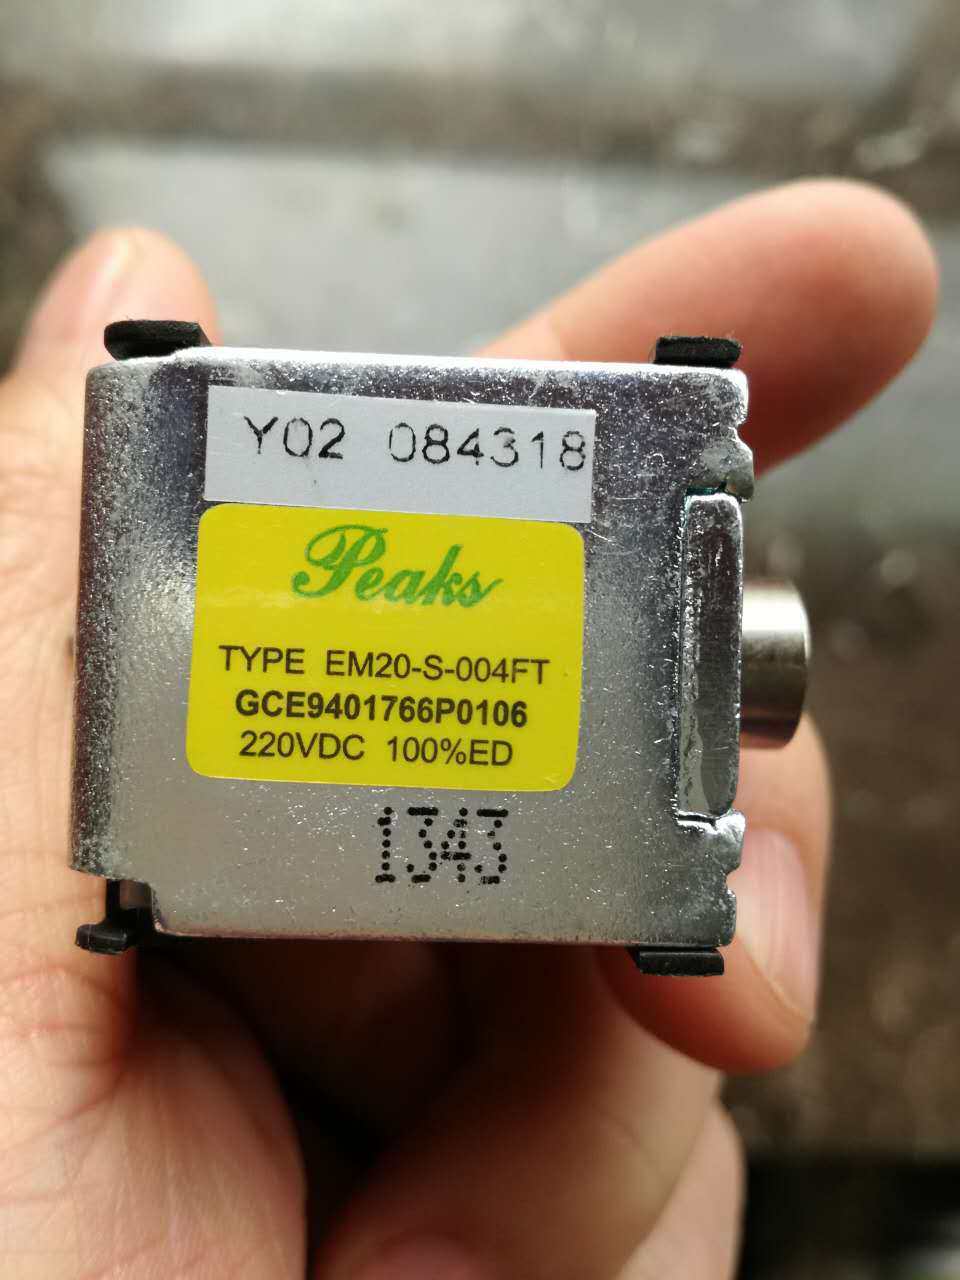 Y02 084318
Peaks
TYPE EM20-S-004FT
GCE9401766P0106
220VDC 100%ED
1343